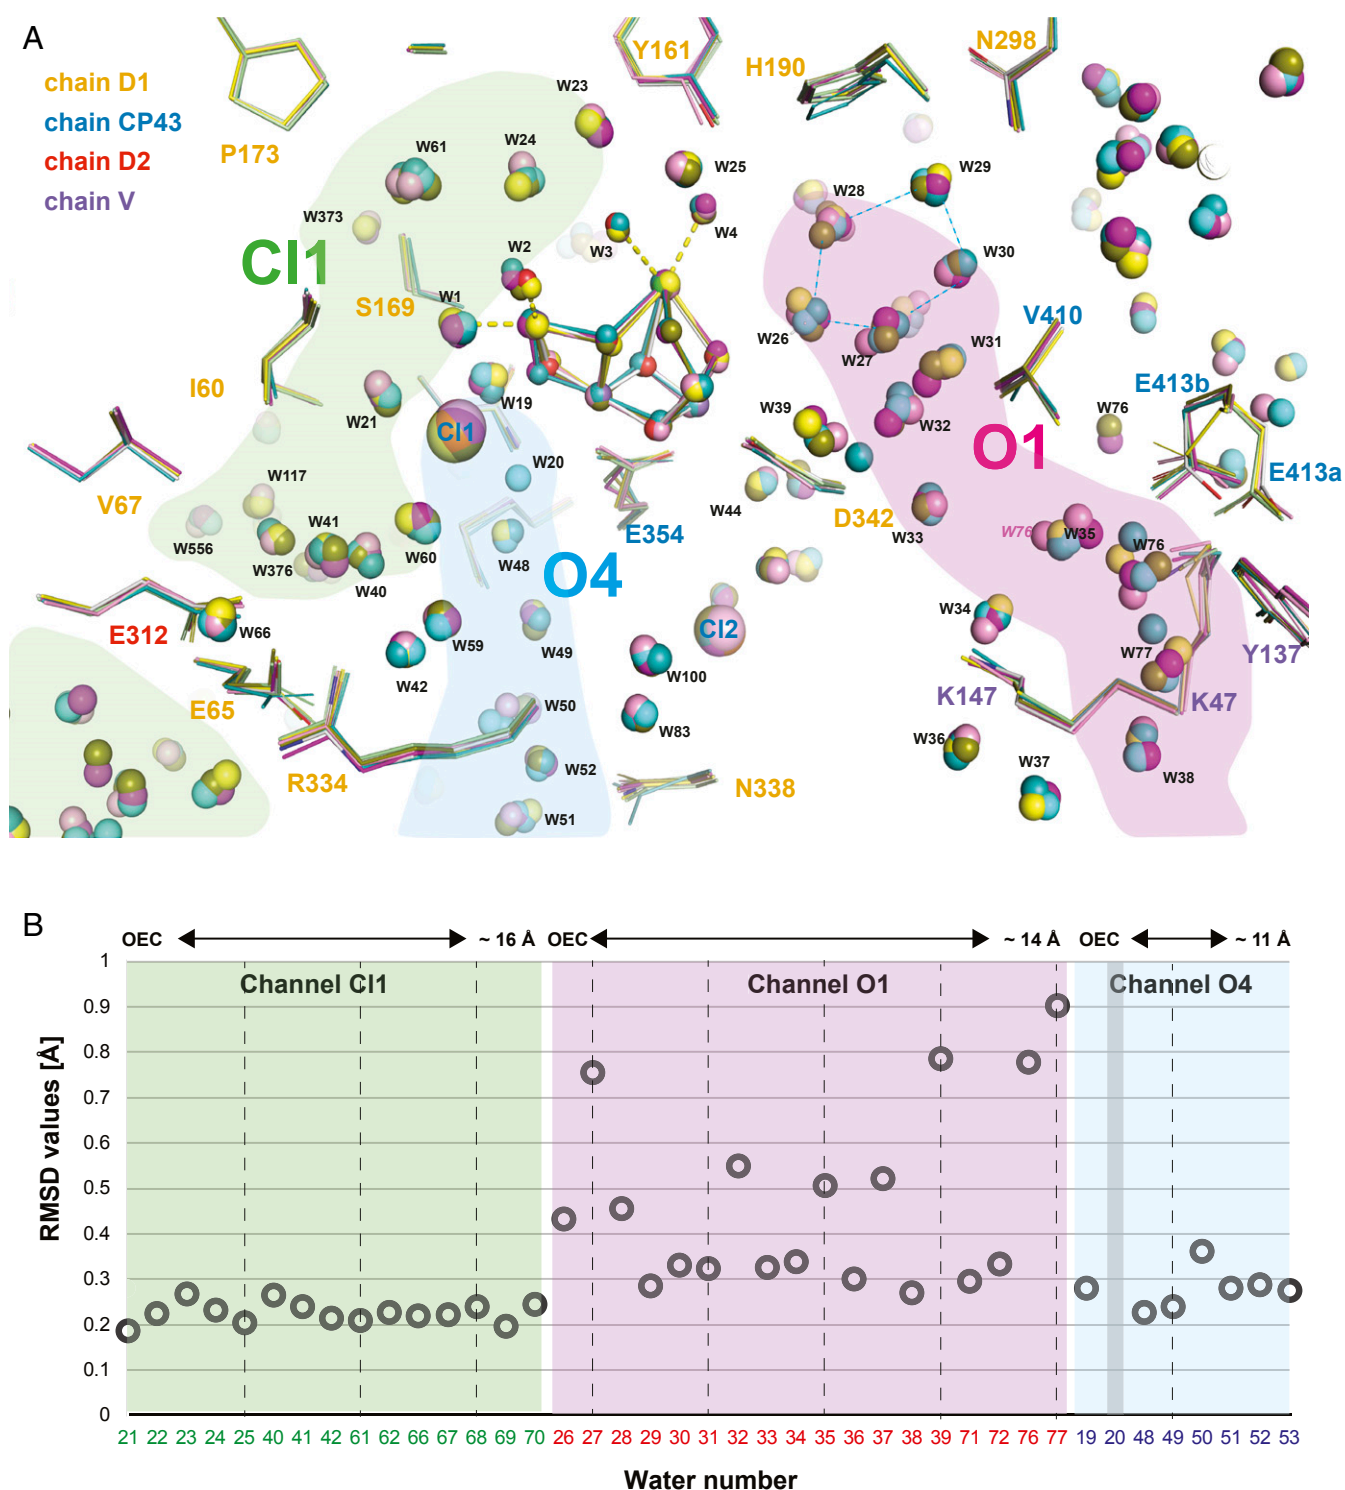 A
chain D1
chain CP43
chain D2
chain V
P173
Y161
H190
N298
W23
W61
W24
W25
W28
W29
W373
W2
W3
W4
W30
Cl1
S169
W1
W26
W27
W31
V410
I60
W19
W21
Cl1
W39
W32
W76
E413b
O1
E413a
V67
W117
W20
W44
D342
W33
W556
W41
W60
E354
W76
W35
W76
W376
W40
W48
O4
E312
W66
W59
W49
Cl2
W34
W77
Y137
W42
W100
K147
K47
E65
W50
W83
W36
R334
W52
N338
W37
W38
W51
B
OEC ~ 16 Å OEC ~ 14 Å OEC ~ 11 Å
Channel Cl1 Channel O1 Channel O4
RMSD values [Å]
1
0.9
0.8
0.7
0.6
0.5
0.4
0.3
0.2
0.1
0
21 22 23 24 25 40 41 42 61 62 66 67 68 69 70 26 27 28 29 30 31 32 33 34 35 36 37 38 39 71 72 76 77 19 20 48 49 50 51 52 53
Water number